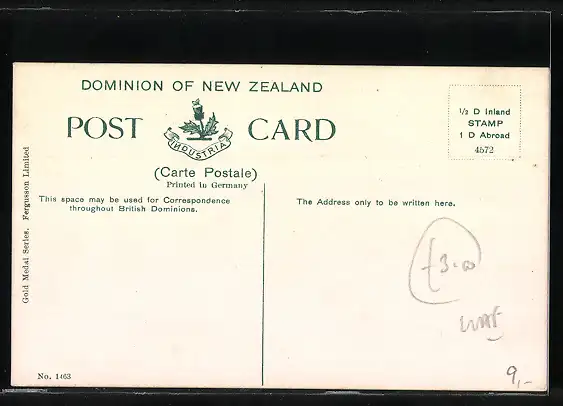 DOMINION OF NEW ZEALAND
POST CARD
INDUSTRIA
(Carte Postale)
Printed in Germany
½ D Inland
STAMP
1 D Abroad
4572
This space may be used for Correspondence
throughout British Dominions.
The Address only to be written here.
Gold Medal Series. Fergusson Limited
No. 1463
£3.00
9,-